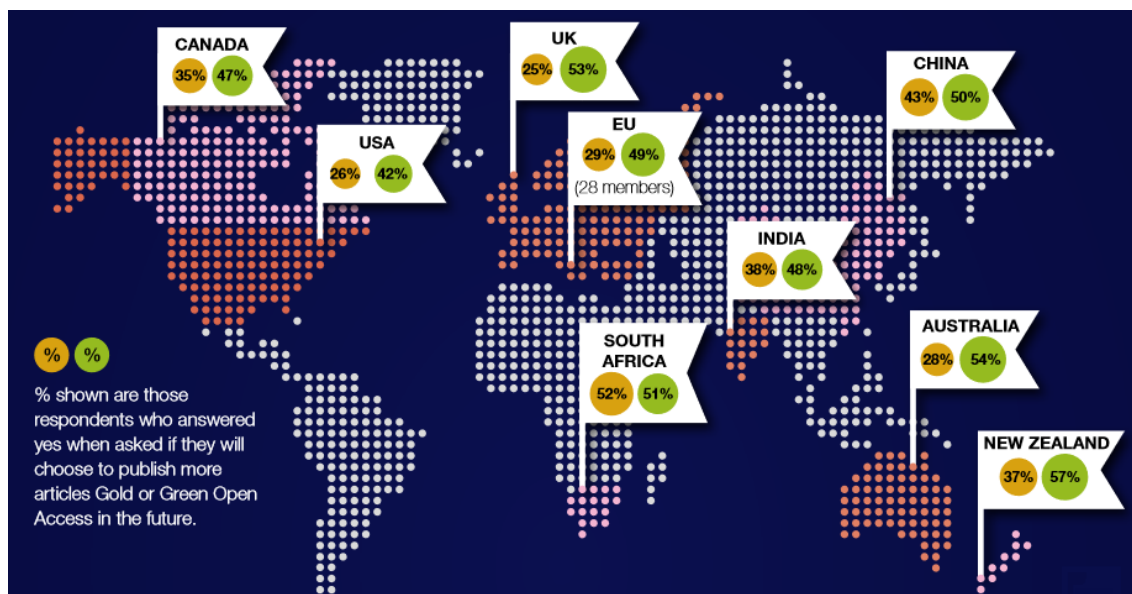 CANADA
35% 47%
USA
26% 42%
UK
25% 53%
EU
29% 49%
(28 members)
CHINA
43% 50%
INDIA
38% 48%
SOUTH
AFRICA
52% 51%
AUSTRALIA
28% 54%
NEW ZEALAND
37% 57%
% %
% shown are those
respondents who answered
yes when asked if they will
choose to publish more
articles Gold or Green Open
Access in the future.